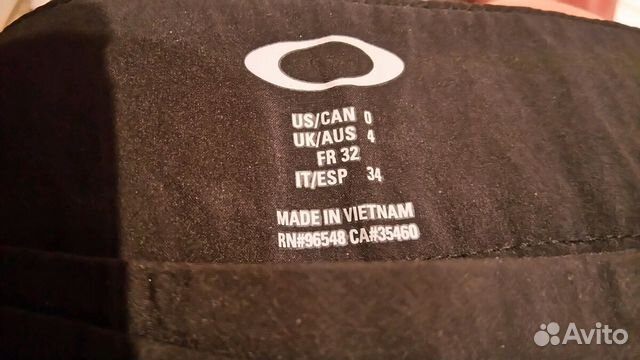 US/CAN 0
UK/AUS 4
FR 32
IT/ESP 34
MADE IN VIETNAM
RN#96548 CA#35460
Avito